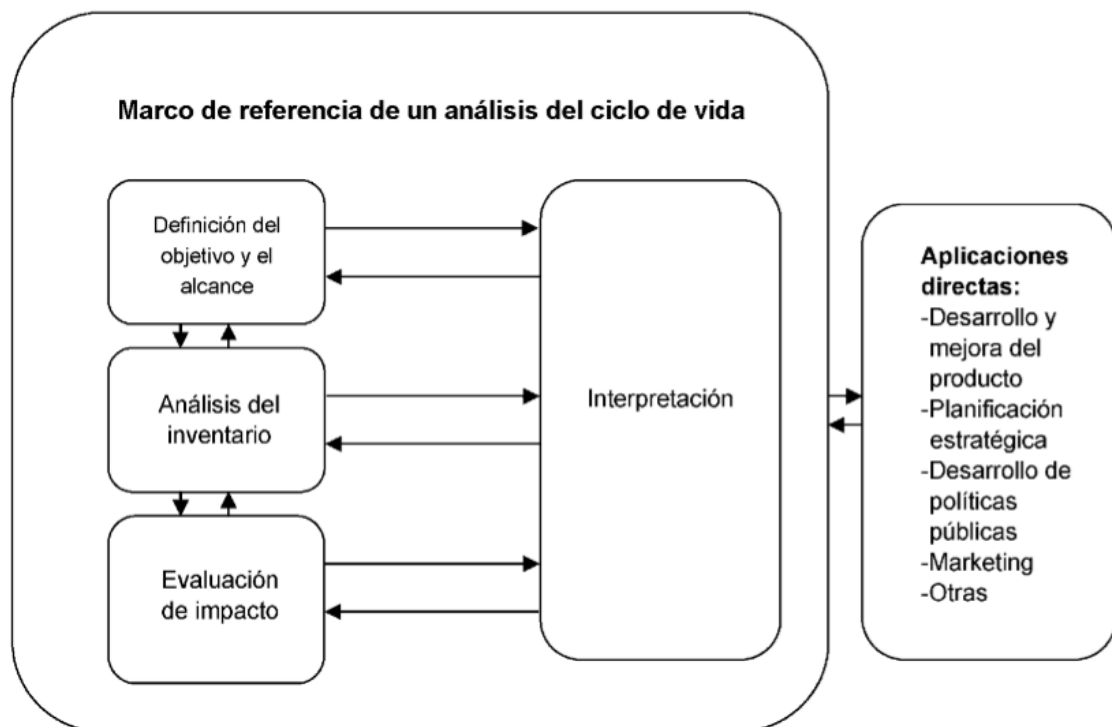 Marco de referencia de un análisis del ciclo de vida
Definición del
objetivo y el
alcance
Análisis del
inventario
Evaluación
de impacto
Interpretación
Aplicaciones
directas:
-Desarrollo y
mejora del
producto
-Planificación
estratégica
-Desarrollo de
políticas
públicas
-Marketing
-Otras